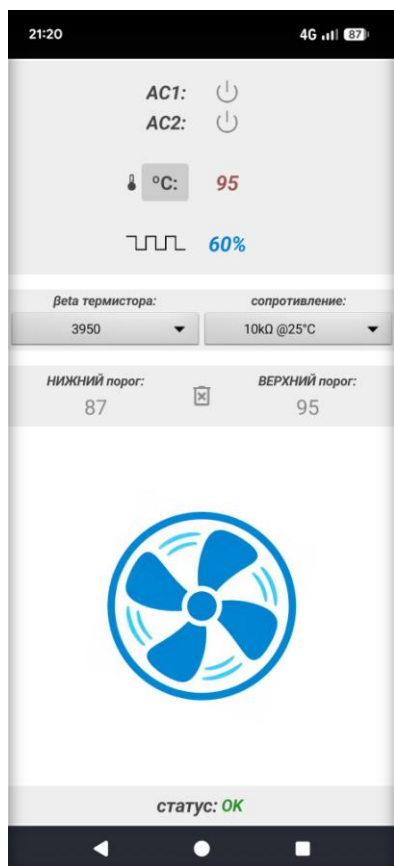 21:20 4G 87
AC1:
AC2:
°C: 95
60%
βeta термистора: сопротивление:
3950 10kΩ @25°C
НИЖНИЙ порог: ВЕРХНИЙ порог:
87 95
статус: OK